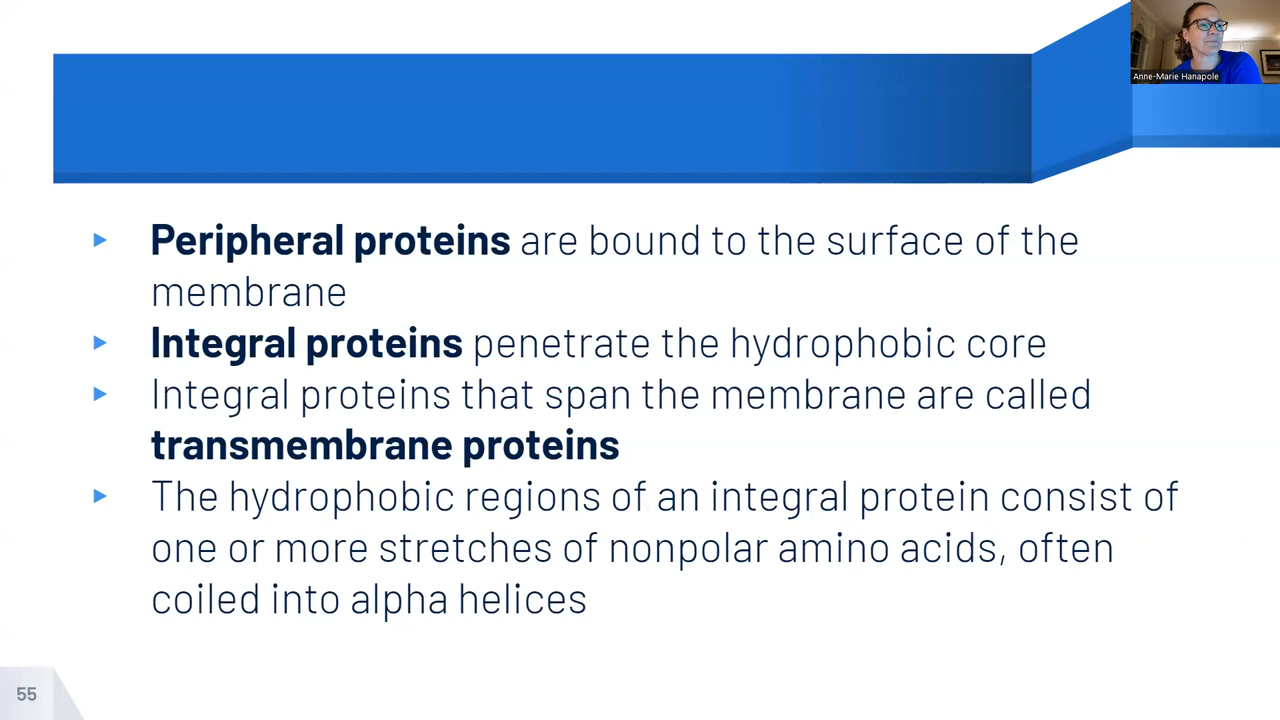 Anne-Marie Hanapole
Peripheral proteins are bound to the surface of the
membrane
Integral proteins penetrate the hydrophobic core
Integral proteins that span the membrane are called
transmembrane proteins
The hydrophobic regions of an integral protein consist of
one or more stretches of nonpolar amino acids, often
coiled into alpha helices
55